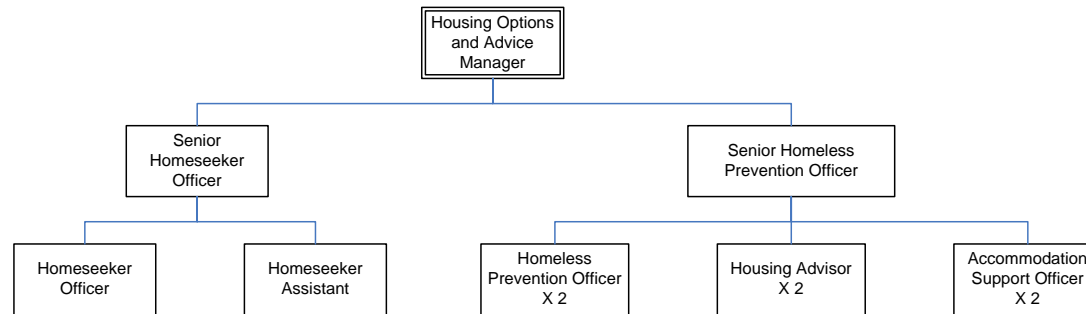 Housing Options
and Advice
Manager
Senior
Homeseeker
Officer
Senior Homeless
Prevention Officer
Homeseeker
Officer
Homeseeker
Assistant
Homeless
Prevention Officer
X 2
Housing Advisor
X 2
Accommodation
Support Officer
X 2